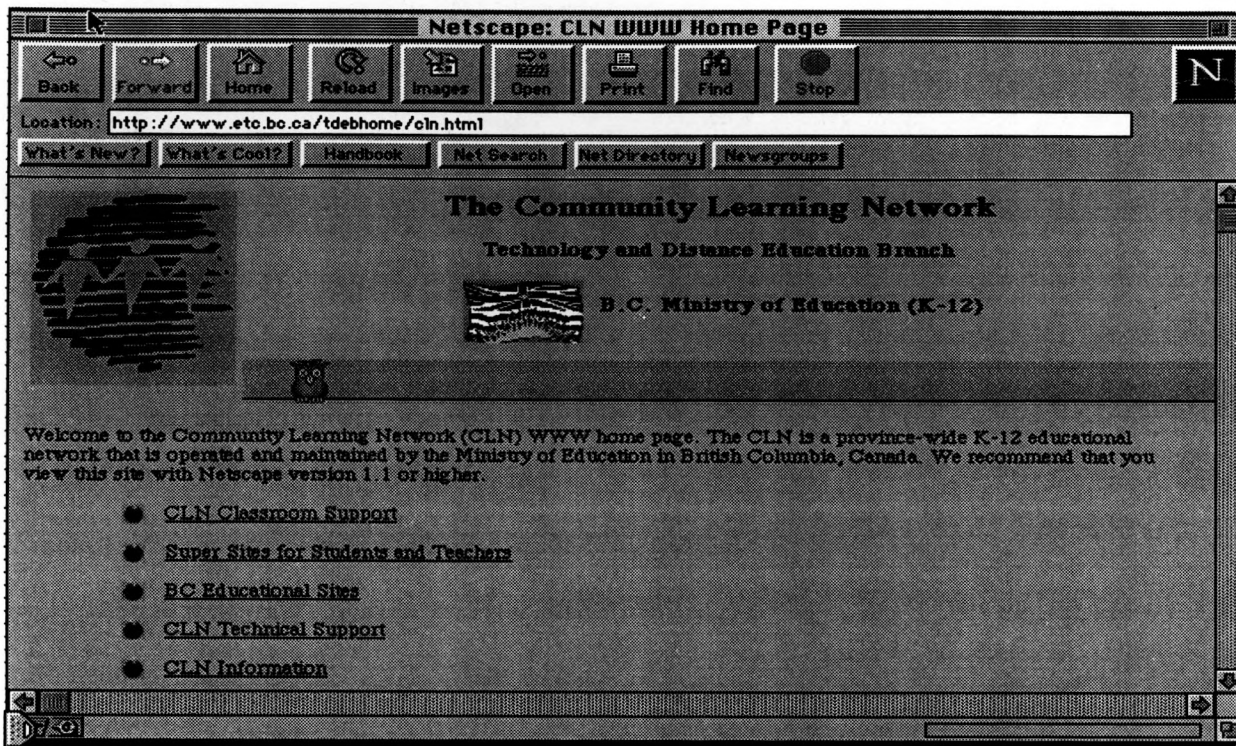 Netscape: CLN WWW Home Page
Back Forward Home Reload Images Open Print Find Stop
N
Location: http://www.etc.bc.ca/tdebhome/cln.html
What's New? What's Cool? Handbook Net Search Net Directory Newsgroups
The Community Learning Network
Technology and Distance Education Branch
B.C. Ministry of Education (K-12)
Welcome to the Community Learning Network (CLN) WWW home page. The CLN is a province-wide K-12 educational
network that is operated and maintained by the Ministry of Education in British Columbia, Canada. We recommend that you
view this site with Netscape version 1.1 or higher.
CLN Classroom Support
Super Sites for Students and Teachers
BC Educational Sites
CLN Technical Support
CLN Information